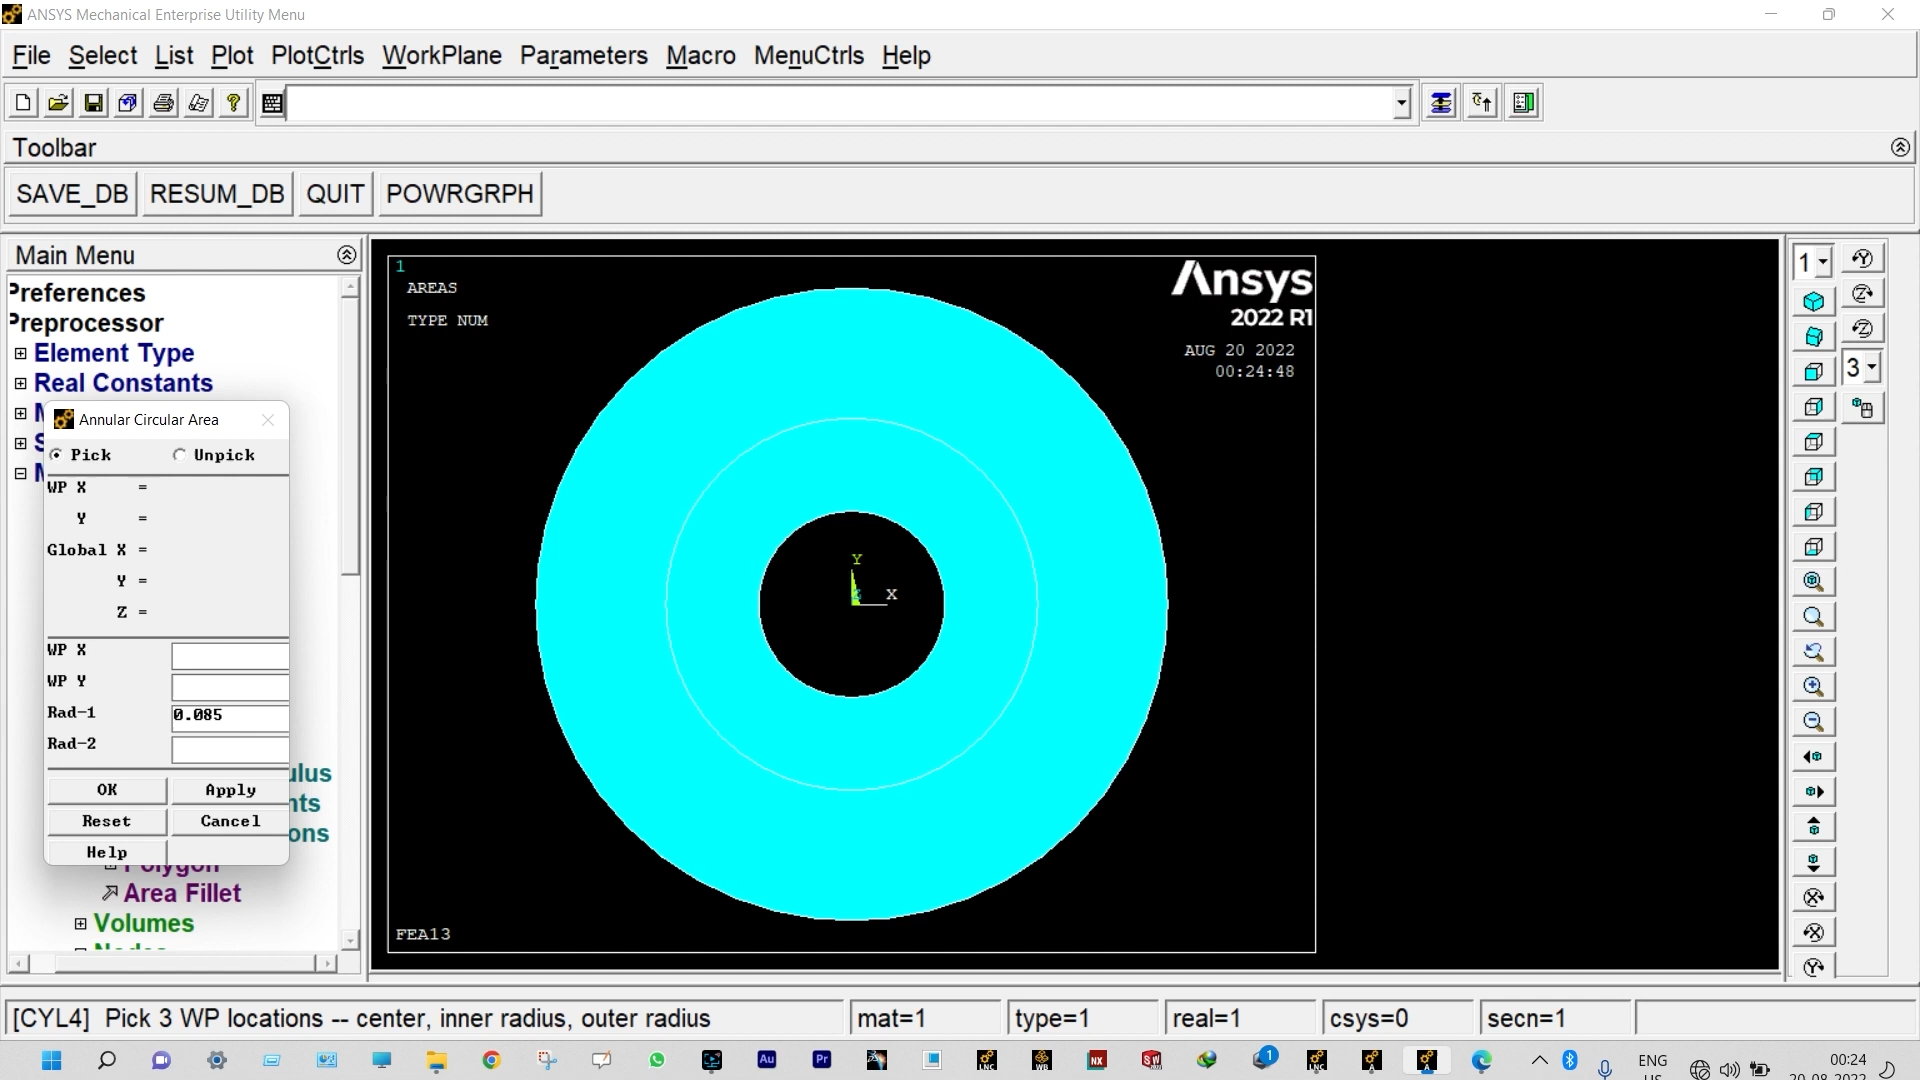 ANSYS Mechanical Enterprise Utility Menu
File Select List Plot PlotCtrls WorkPlane Parameters Macro MenuCtrls Help
Toolbar
SAVE_DB RESUM_DB QUIT POWRGRPH
Main Menu
Preferences
Preprocessor
Element Type
Real Constants
Annular Circular Area
Pick Unpick
WP X =
Y =
Global X =
Y =
Z =
WP X
WP Y
Rad-1 0.085
Rad-2
OK Apply
Reset Cancel
Help
Area Fillet
Volumes
1
AREAS
TYPE NUM
Ansys
2022 R1
AUG 20 2022
00:24:48
Y
X
FEA13
1
3
[CYL4] Pick 3 WP locations -- center, inner radius, outer radius
mat=1
type=1
real=1
csys=0
secn=1
ENG
00:24